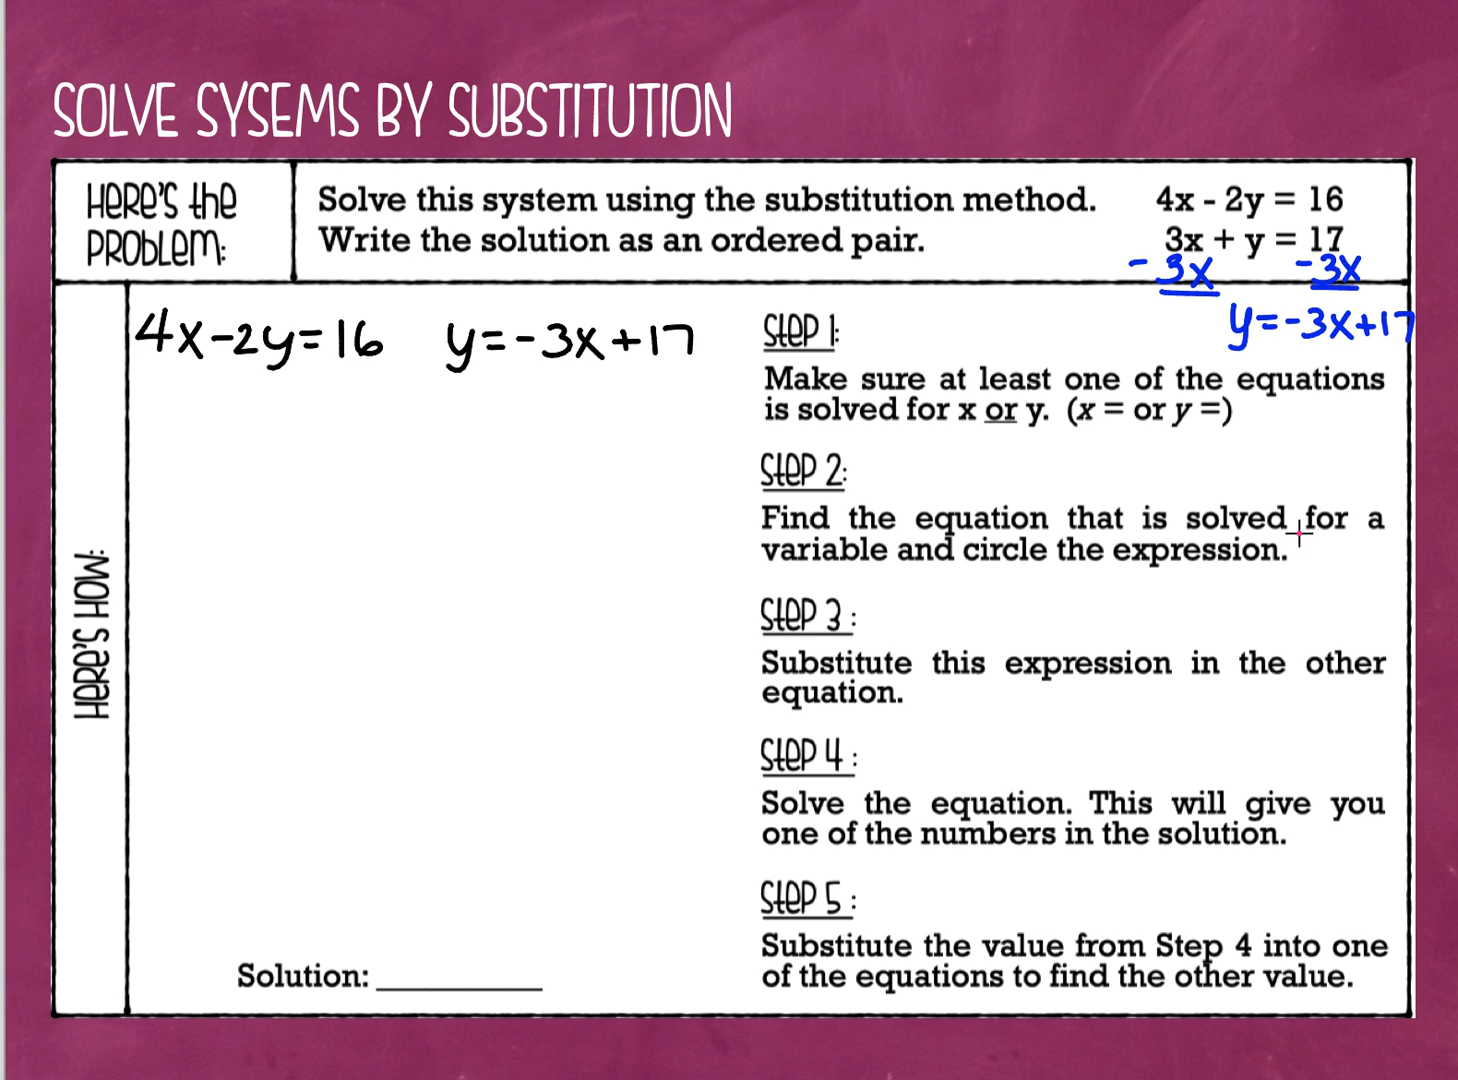 SOLVE SYSEMS BY SUBSTITUTION
HERE'S the PROBLEM:
Solve this system using the substitution method.
Write the solution as an ordered pair.
4x - 2y = 16
3x + y = 17
- 3x - 3x
y = -3x + 17
4x - 2y = 16 y = -3x + 17
HERE'S HOW:
Step 1:
Make sure at least one of the equations
is solved for x or y. (x = or y =)
Step 2:
Find the equation that is solved for a
variable and circle the expression.
Step 3 :
Substitute this expression in the other
equation.
Step 4 :
Solve the equation. This will give you
one of the numbers in the solution.
Step 5 :
Substitute the value from Step 4 into one
of the equations to find the other value.
Solution: __________